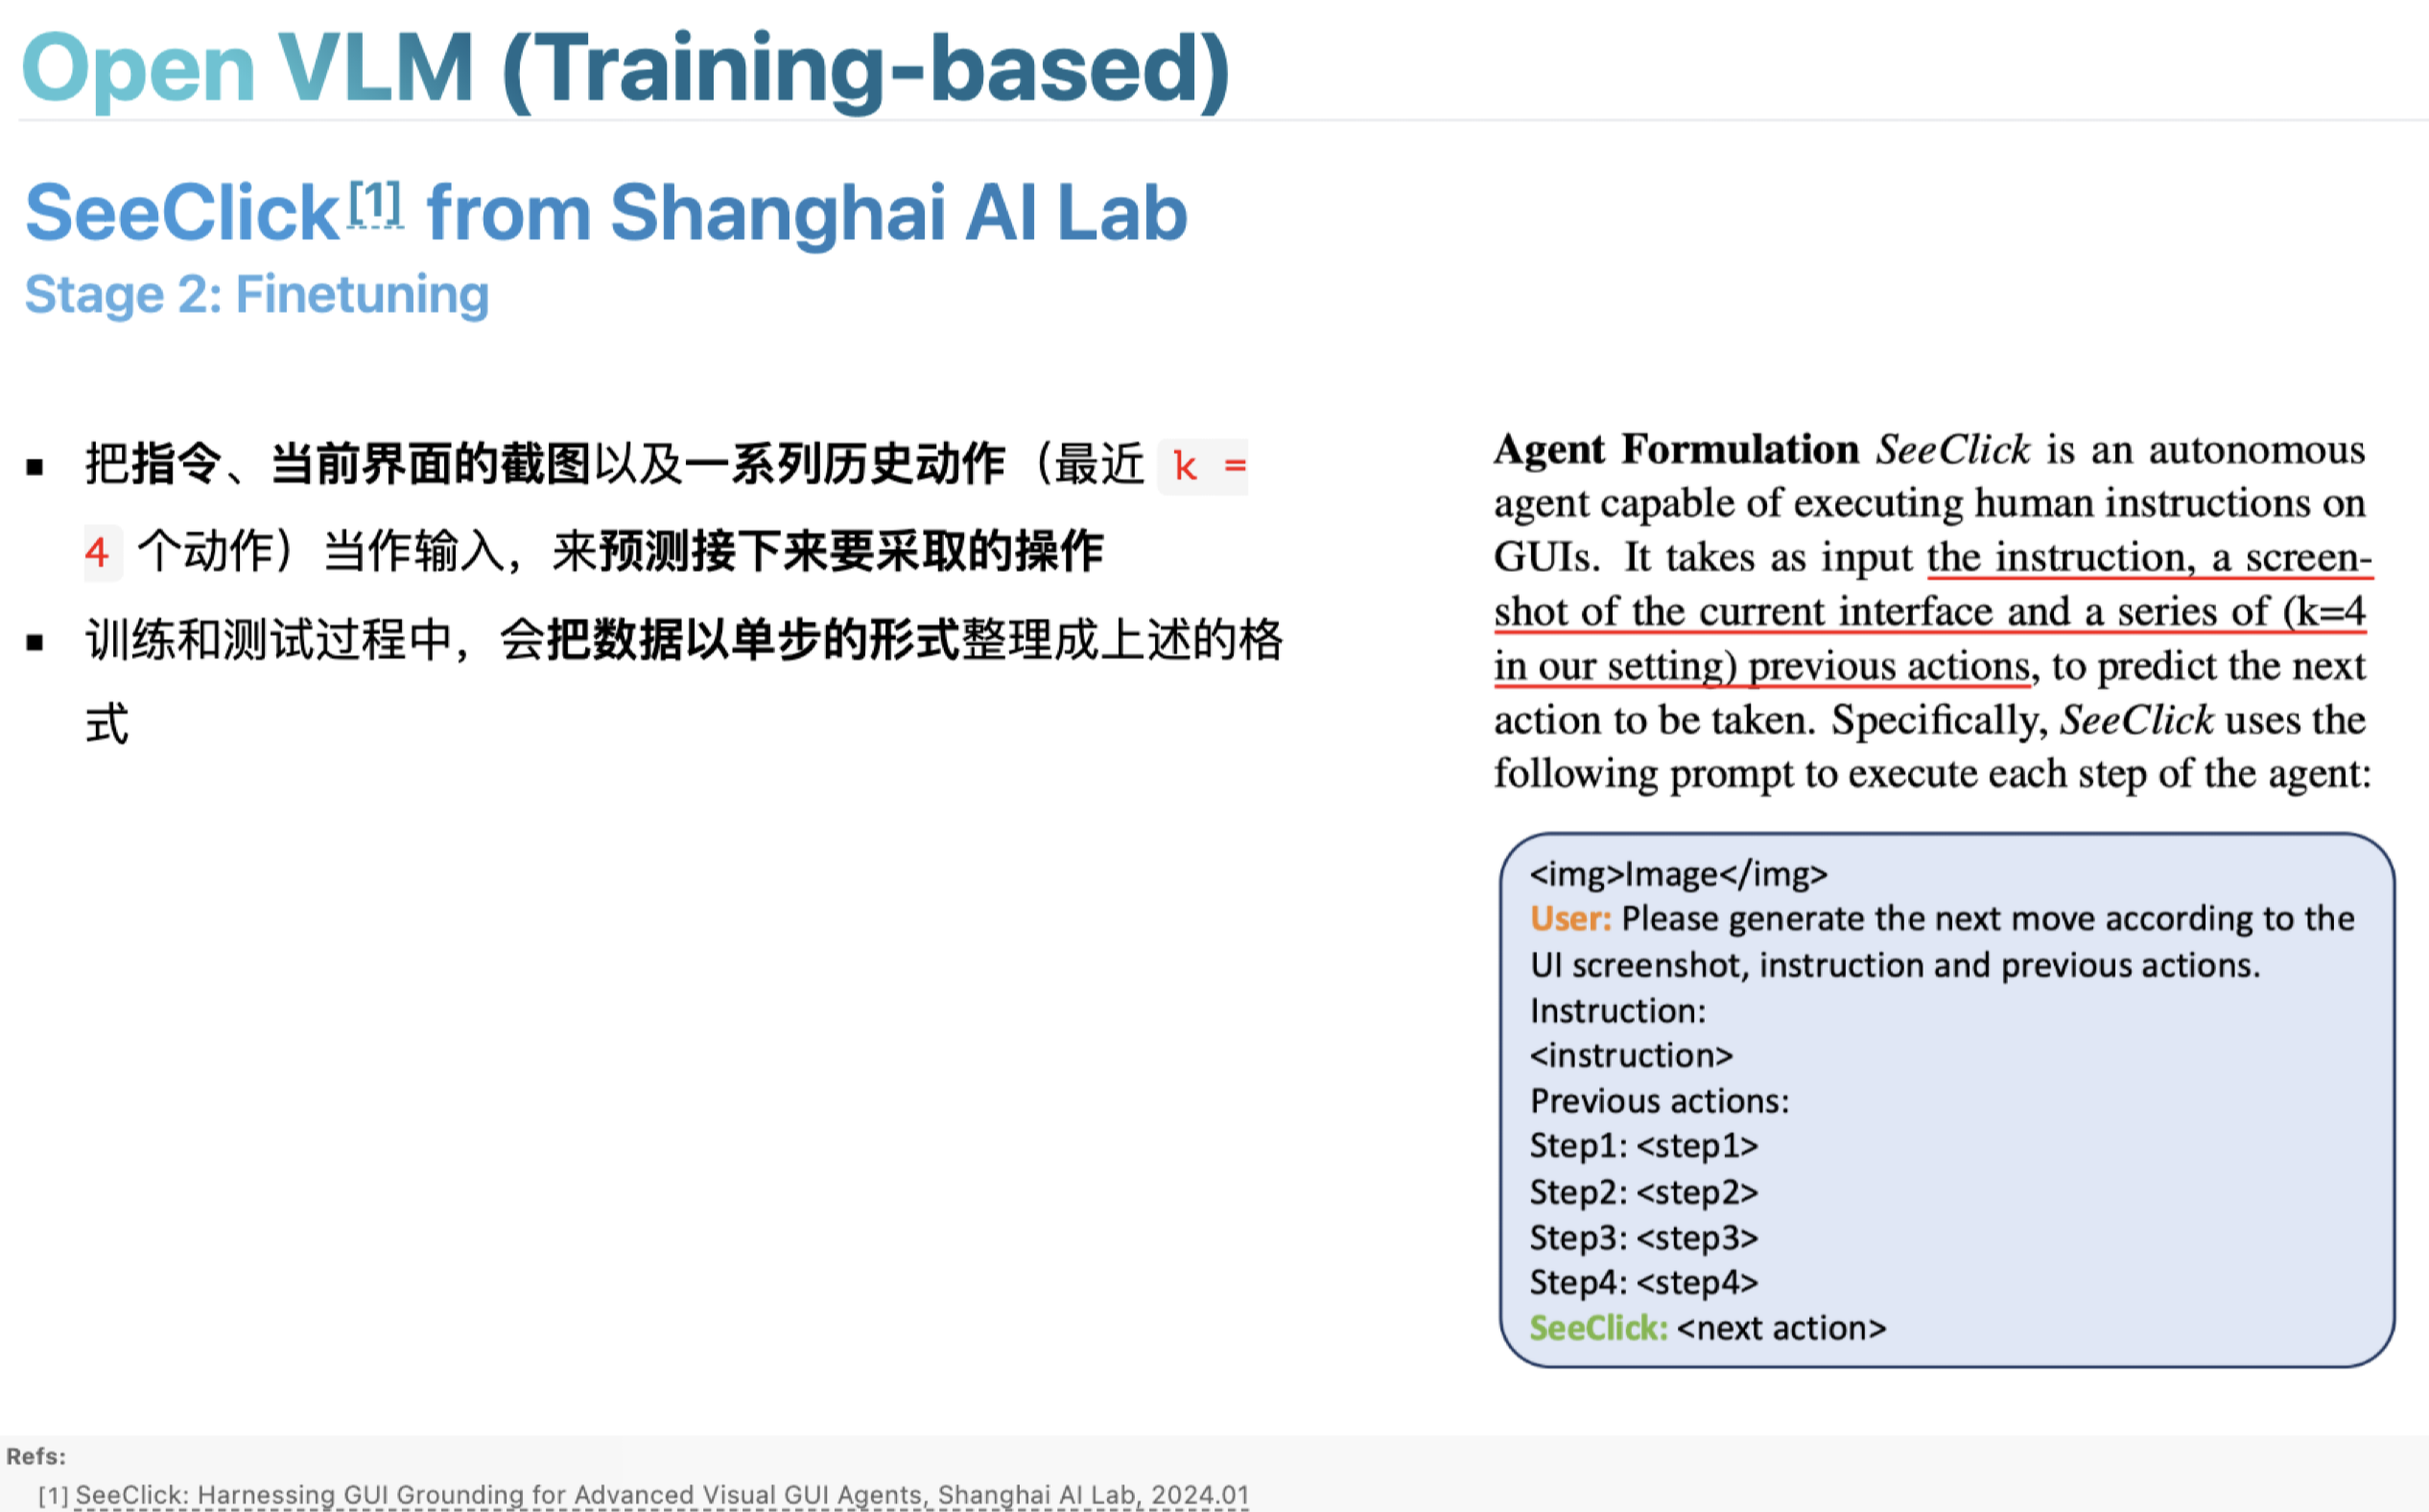 Open VLM (Training-based)
SeeClick[1] from Shanghai AI Lab
Stage 2: Finetuning
▪ 把指令、当前界面的截图以及一系列历史动作（最近 k =
4 个动作）当作输入，来预测接下来要采取的操作
▪ 训练和测试过程中，会把数据以单步的形式整理成上述的格
式
Agent Formulation SeeClick is an autonomous
agent capable of executing human instructions on
GUIs. It takes as input the instruction, a screen-
shot of the current interface and a series of (k=4
in our setting) previous actions, to predict the next
action to be taken. Specifically, SeeClick uses the
following prompt to execute each step of the agent:
<img>Image</img>
User: Please generate the next move according to the
UI screenshot, instruction and previous actions.
Instruction:
<instruction>
Previous actions:
Step1: <step1>
Step2: <step2>
Step3: <step3>
Step4: <step4>
SeeClick: <next action>
Refs:
[1] SeeClick: Harnessing GUI Grounding for Advanced Visual GUI Agents, Shanghai AI Lab, 2024.01